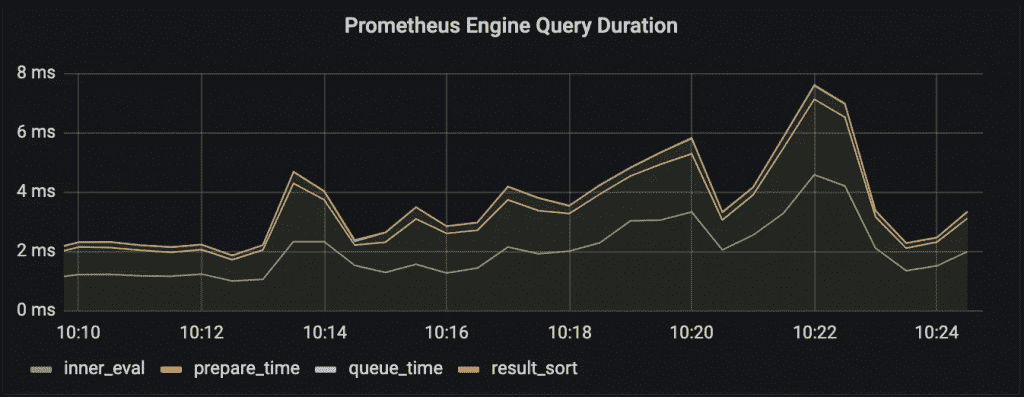 Prometheus Engine Query Duration
8 ms
6 ms
4 ms
2 ms
0 ms
10:10 10:12 10:14 10:16 10:18 10:20 10:22 10:24
inner_eval prepare_time queue_time result_sort